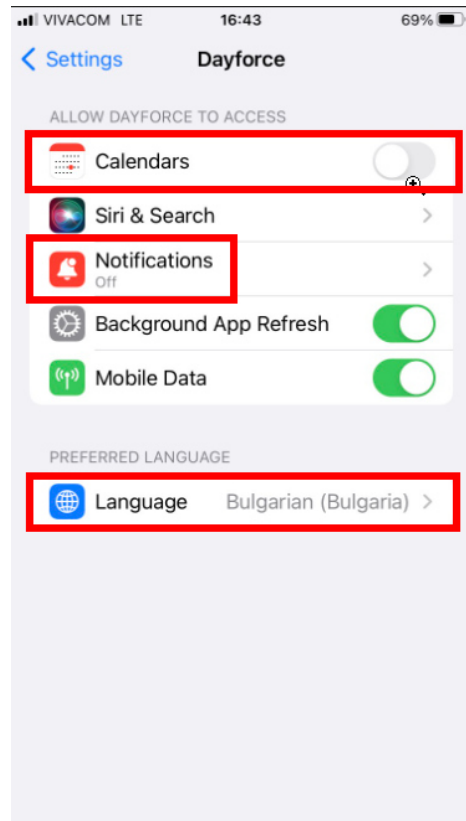 VIVACOM LTE 16:43 69%
Settings Dayforce
ALLOW DAYFORCE TO ACCESS
Calendars
Siri & Search
Notifications
Off
Background App Refresh
Mobile Data
PREFERRED LANGUAGE
Language Bulgarian (Bulgaria)